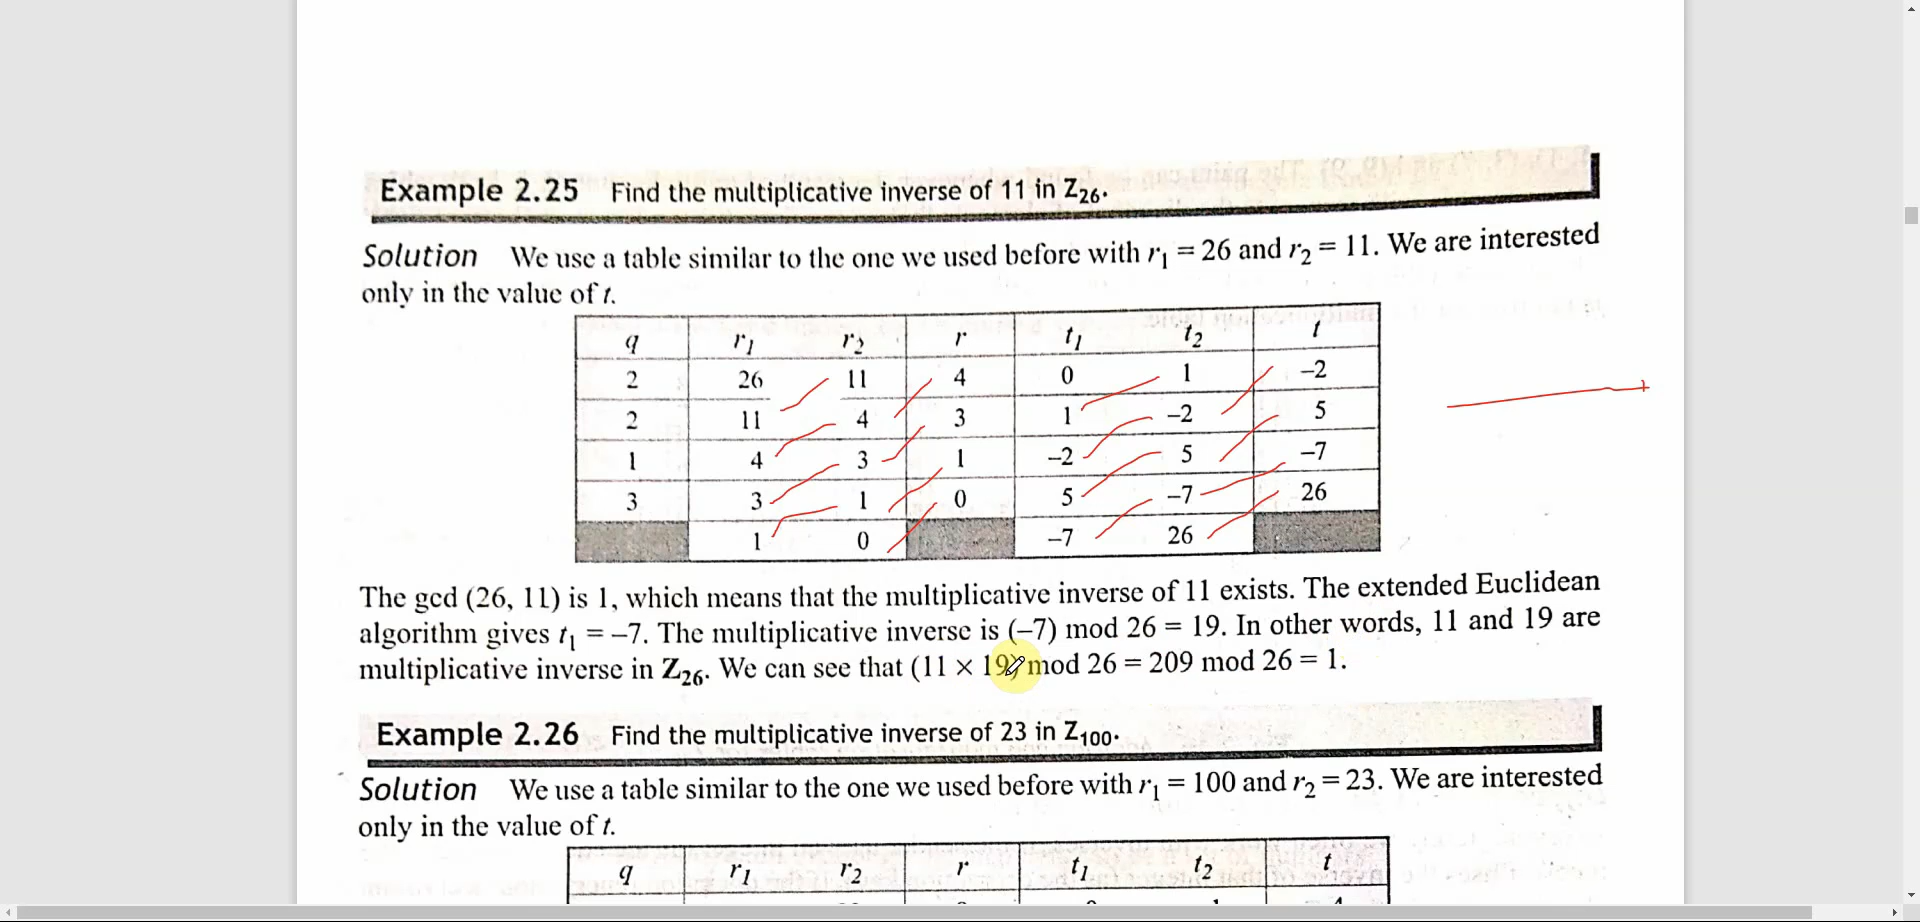 Example 2.25 Find the multiplicative inverse of 11 in Z26.
Solution We use a table similar to the one we used before with r1 = 26 and r2 = 11. We are interested
only in the value of t.
q r1 r2 r t1 t2 t
2 26 11 4 0 1 –2
2 11 4 3 1 –2 5
1 4 3 1 –2 5 –7
3 3 1 0 5 –7 26
1 0 –7 26
The gcd (26, 11) is 1, which means that the multiplicative inverse of 11 exists. The extended Euclidean
algorithm gives t1 = –7. The multiplicative inverse is (–7) mod 26 = 19. In other words, 11 and 19 are
multiplicative inverse in Z26. We can see that (11 × 19) mod 26 = 209 mod 26 = 1.
Example 2.26 Find the multiplicative inverse of 23 in Z100.
Solution We use a table similar to the one we used before with r1 = 100 and r2 = 23. We are interested
only in the value of t.
q r1 r2 r t1 t2 t